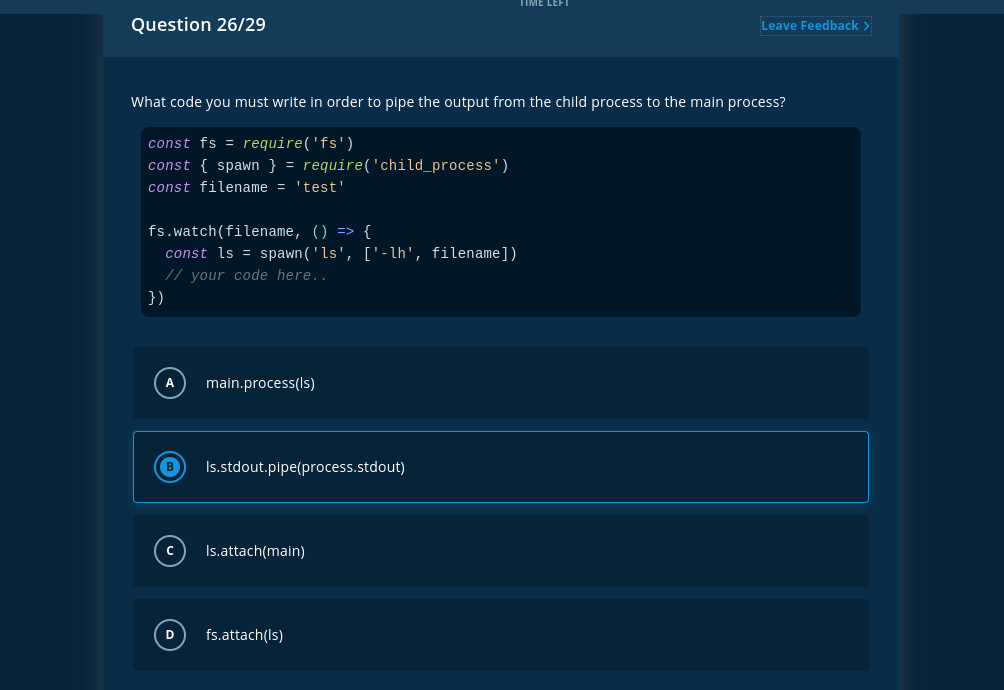 TIME LEFT
Question 26/29
Leave Feedback >
What code you must write in order to pipe the output from the child process to the main process?
const fs = require('fs')
const { spawn } = require('child_process')
const filename = 'test'
fs.watch(filename, () => {
  const ls = spawn('ls', ['-lh', filename])
  // your code here..
})
A main.process(ls)
B ls.stdout.pipe(process.stdout)
C ls.attach(main)
D fs.attach(ls)